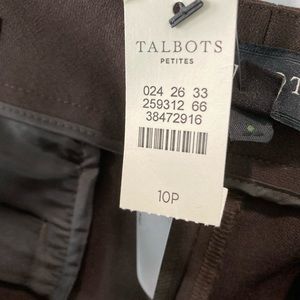 TALBOTS
PETITES
024 26 33
259312 66
38472916
10P